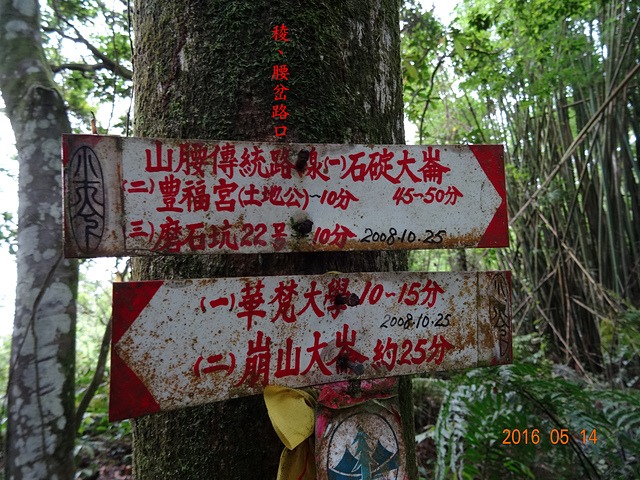 稜、腰岔路口
山腰傳統路線(一)石碇大崙
(二)豐福宮(土地公)~10分 45~50分
(三)磨石坑22号 10分 2008.10.25
(一)華梵大學10~15分
2008.10.25
(二)崩山大崙約25分
2016 05 14